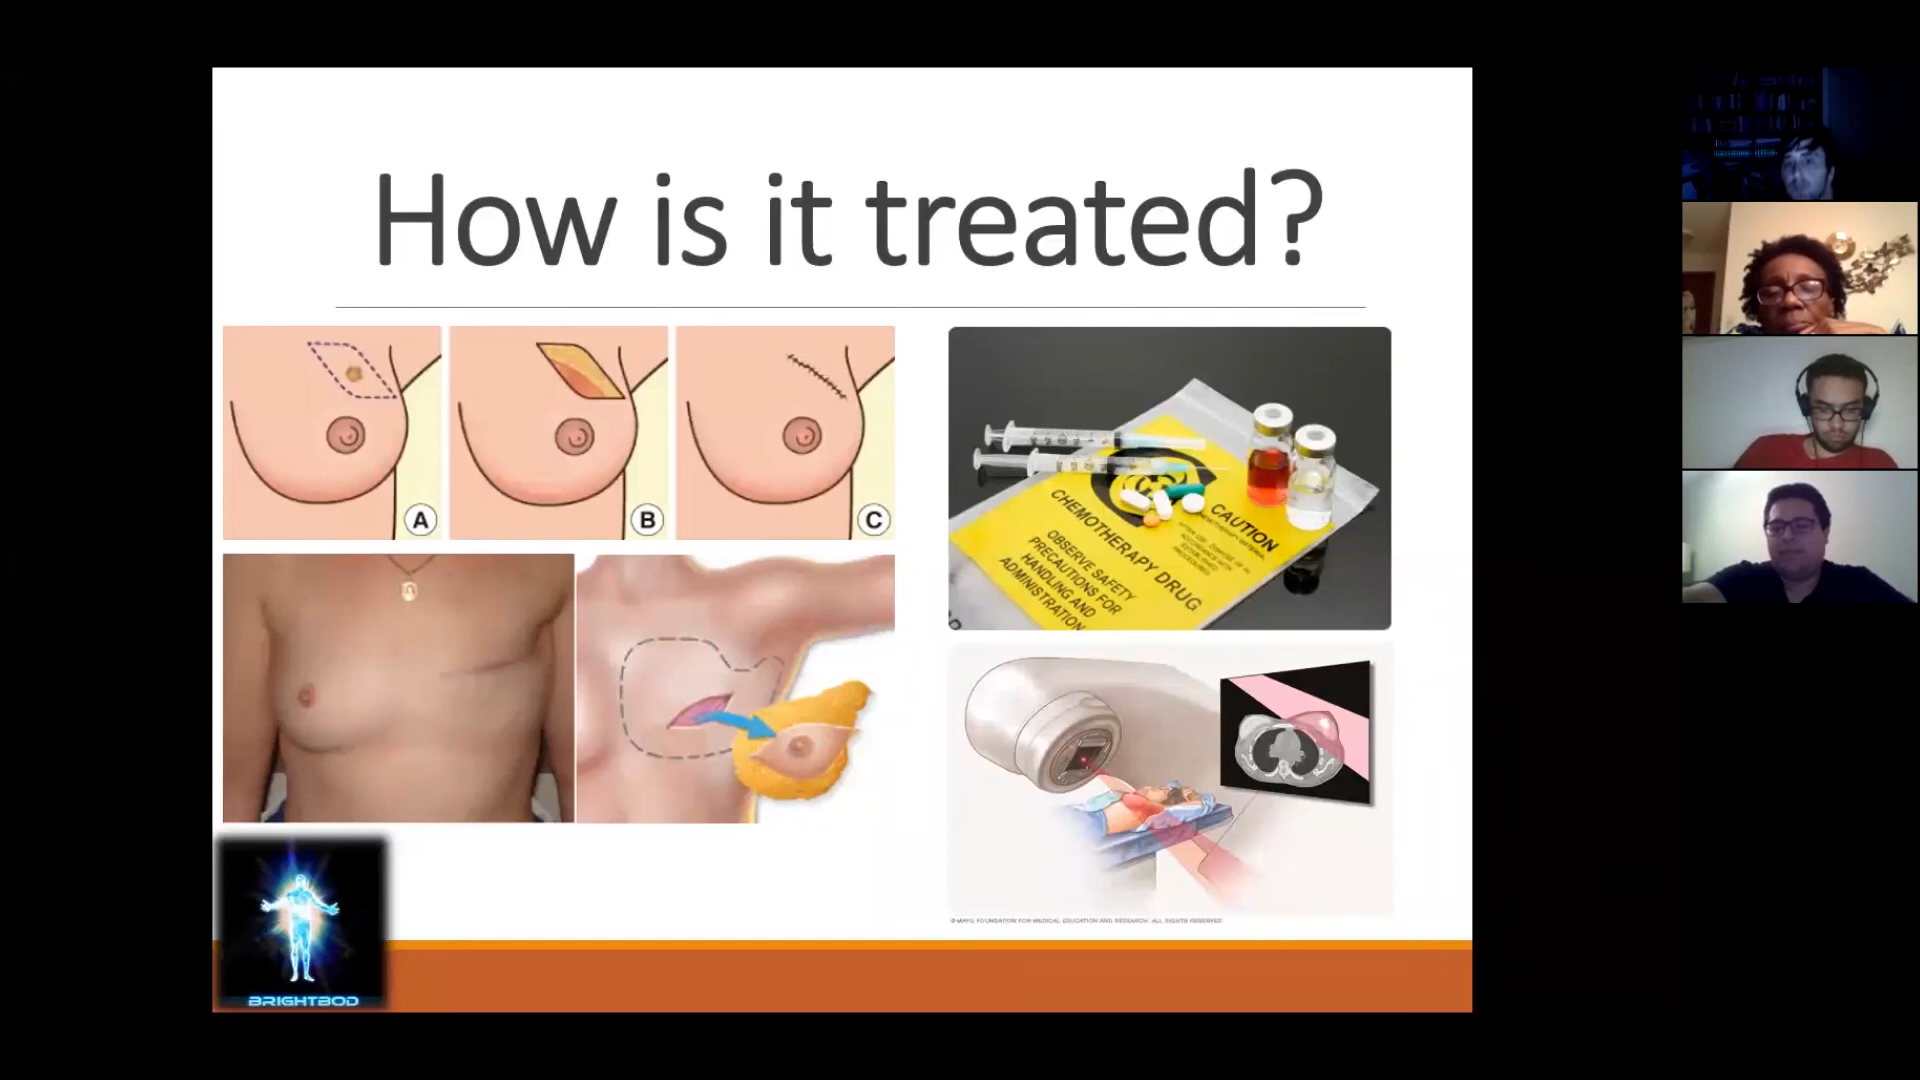 How is it treated?
A
B
C
CAUTION
CHEMOTHERAPY DRUG
OBSERVE SAFETY
PRECAUTIONS FOR
HANDLING AND
ADMINISTRATION
© MAYO FOUNDATION FOR MEDICAL EDUCATION AND RESEARCH. ALL RIGHTS RESERVED.
BRIGHTBOD